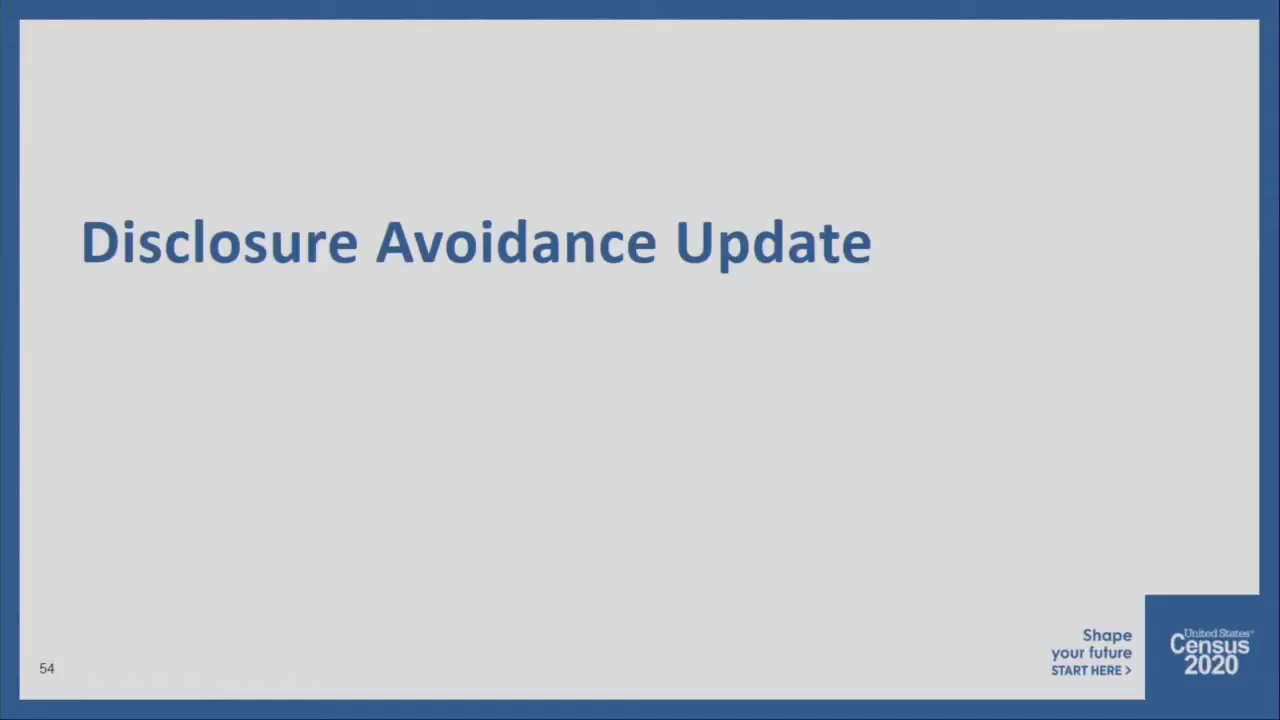 Disclosure Avoidance Update
Shape
your future
START HERE >
United States®
Census
2020
54